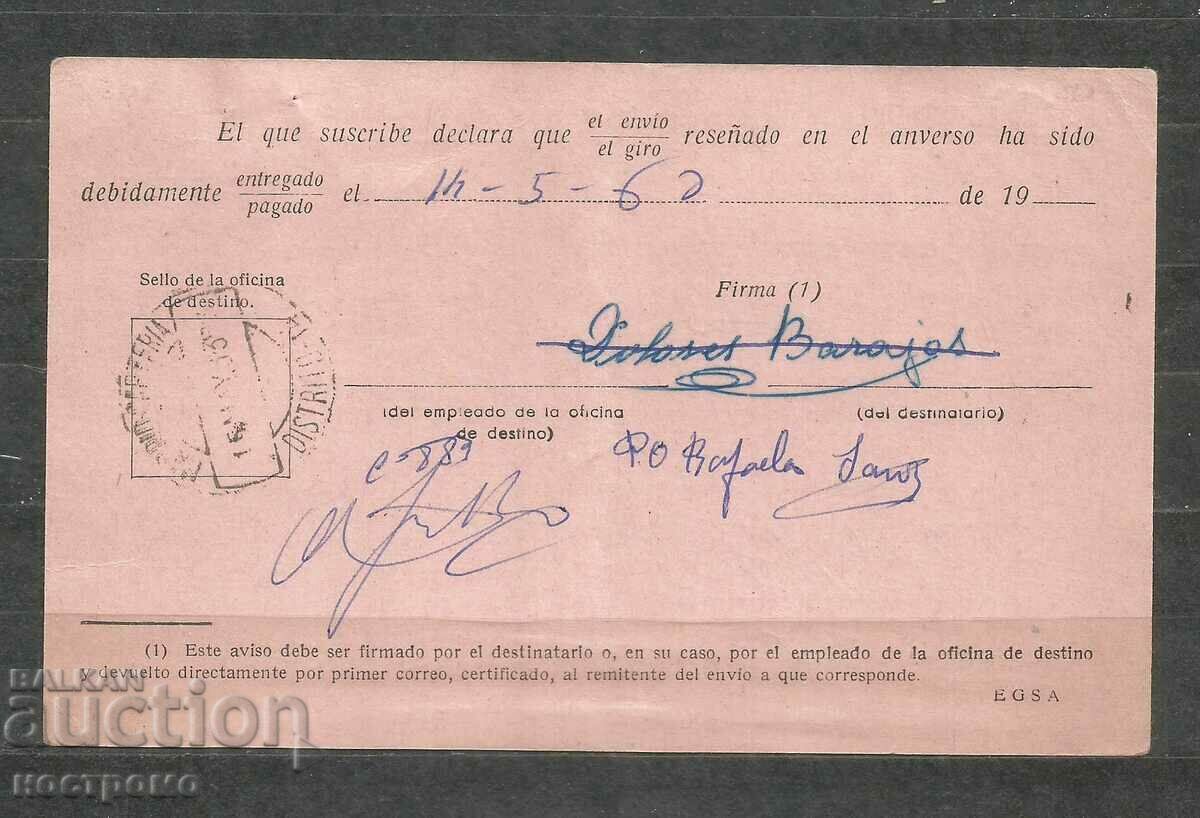 El que suscribe declara que el envío reseñado en el anverso ha sido
el giro
debidamente entregado el 14 - 5 - 60 de 19
pagado
Sello de la oficina
de destino.
Firma (1)
Dolores Barajas
(del empleado de la oficina
de destino)
(del destinatario)
P.O Rafaela Sanz
DISTRI
(1) Este aviso debe ser firmado por el destinatario o, en su caso, por el empleado de la oficina de destino
y devuelto directamente por primer correo, certificado, al remitente del envío a que corresponde.
EGSA
BALKAN
auction
костромо